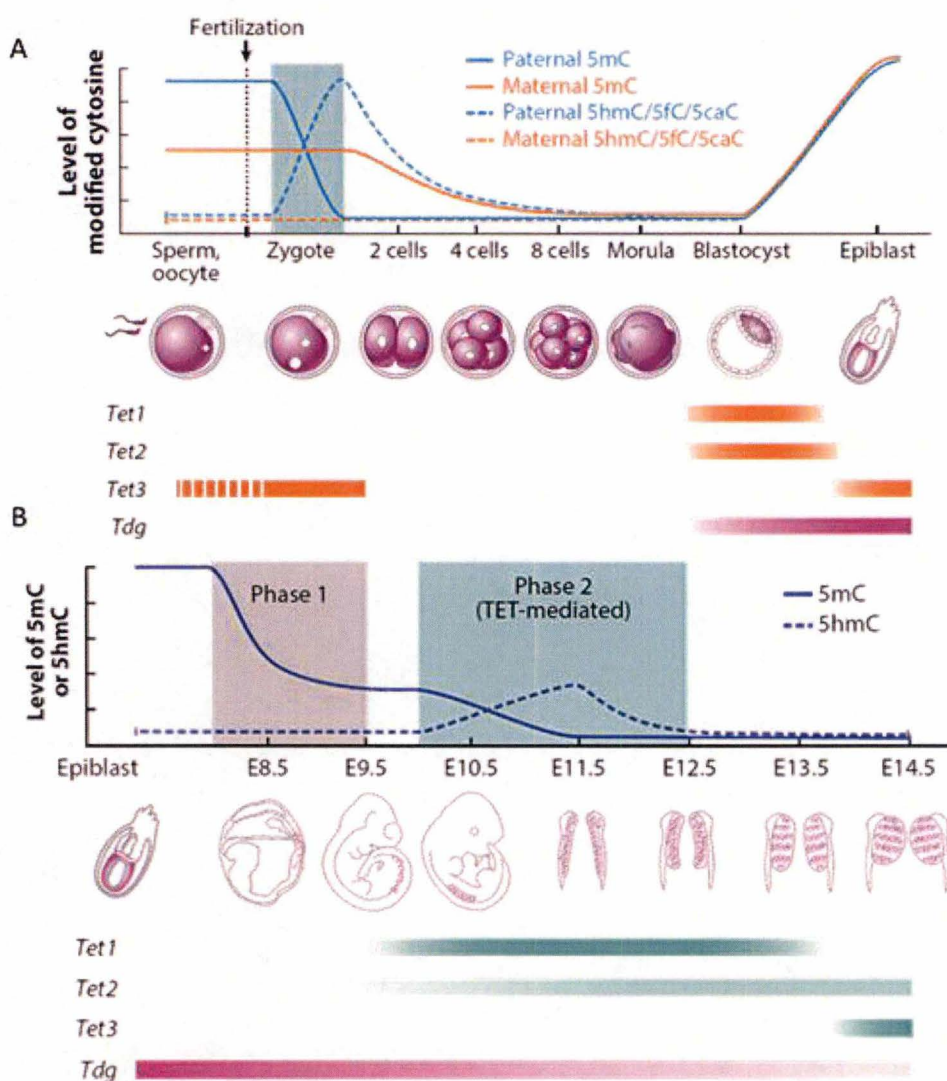 A
Fertilization
Paternal 5mC
Maternal 5mC
Paternal 5hmC/5fC/5caC
Maternal 5hmC/5fC/5caC
Level of
modified cytosine
Sperm,
oocyte
Zygote
2 cells
4 cells
8 cells
Morula
Blastocyst
Epiblast
Tet1
Tet2
Tet3
Tdg
B
Phase 1
Phase 2
(TET-mediated)
5mC
5hmC
Level of 5mC
or 5hmC
Epiblast
E8.5
E9.5
E10.5
E11.5
E12.5
E13.5
E14.5
Tet1
Tet2
Tet3
Tdg